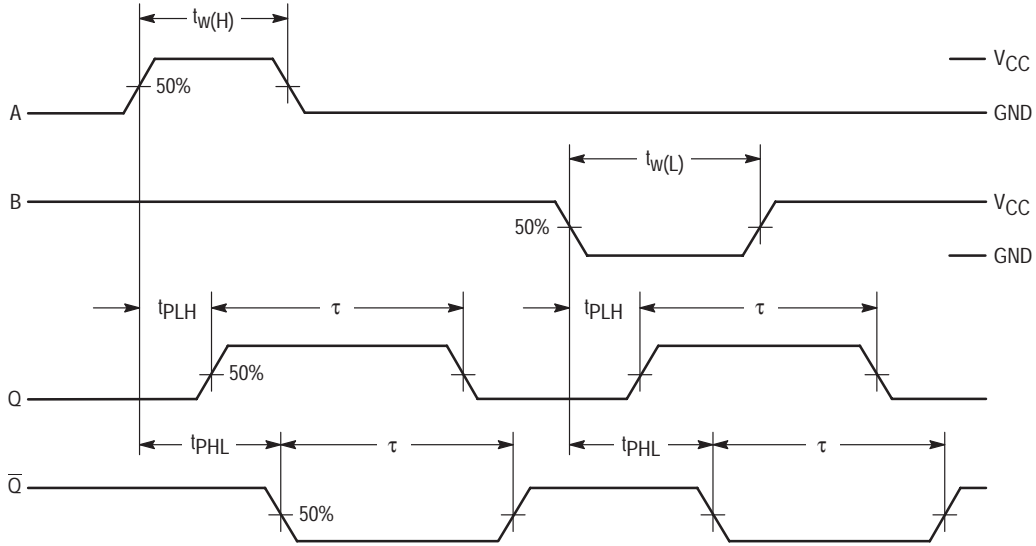 tw(H)
VCC
50%
A
GND
tw(L)
B
VCC
50%
GND
tPLH
τ
tPLH
τ
50%
Q
tPHL
τ
tPHL
τ
Q̅
50%